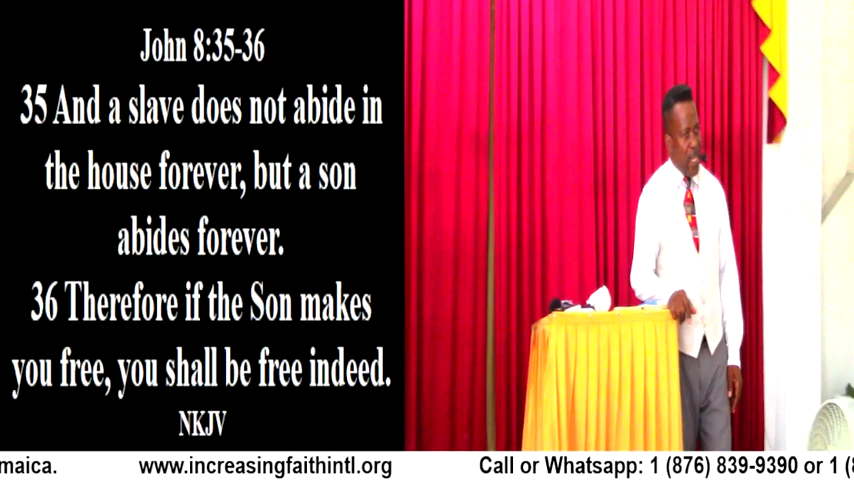 John 8:35-36
35 And a slave does not abide in
the house forever, but a son
abides forever.
36 Therefore if the Son makes
you free, you shall be free indeed.
NKJV
www.increasingfaithintl.org Call or Whatsapp: 1 (876) 839-9390 or 1